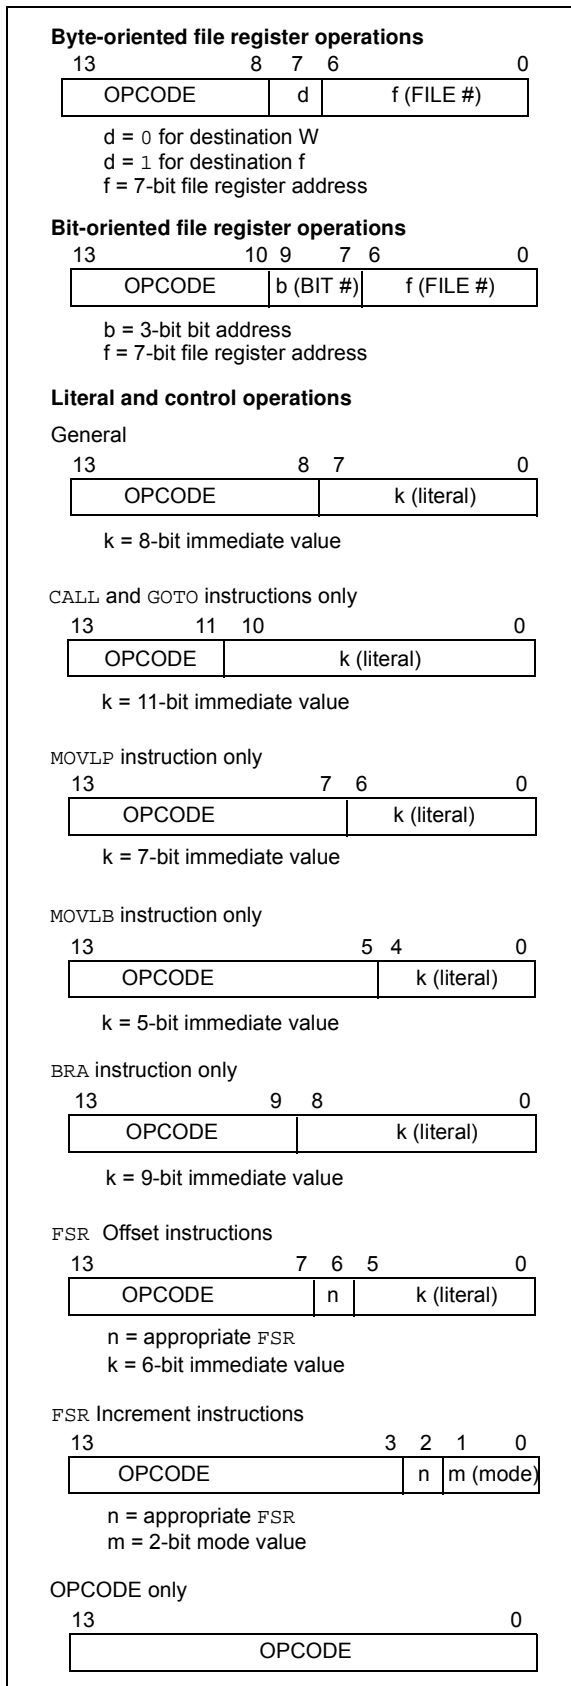 Byte-oriented file register operations
13 8 7 6 0
OPCODE d f (FILE #)
d = 0 for destination W
d = 1 for destination f
f = 7-bit file register address
Bit-oriented file register operations
13 10 9 7 6 0
OPCODE b (BIT #) f (FILE #)
b = 3-bit bit address
f = 7-bit file register address
Literal and control operations
General
13 8 7 0
OPCODE k (literal)
k = 8-bit immediate value
CALL and GOTO instructions only
13 11 10 0
OPCODE k (literal)
k = 11-bit immediate value
MOVLP instruction only
13 7 6 0
OPCODE k (literal)
k = 7-bit immediate value
MOVLB instruction only
13 5 4 0
OPCODE k (literal)
k = 5-bit immediate value
BRA instruction only
13 9 8 0
OPCODE k (literal)
k = 9-bit immediate value
FSR Offset instructions
13 7 6 5 0
OPCODE n k (literal)
n = appropriate FSR
k = 6-bit immediate value
FSR Increment instructions
13 3 2 1 0
OPCODE n m (mode)
n = appropriate FSR
m = 2-bit mode value
OPCODE only
13 0
OPCODE